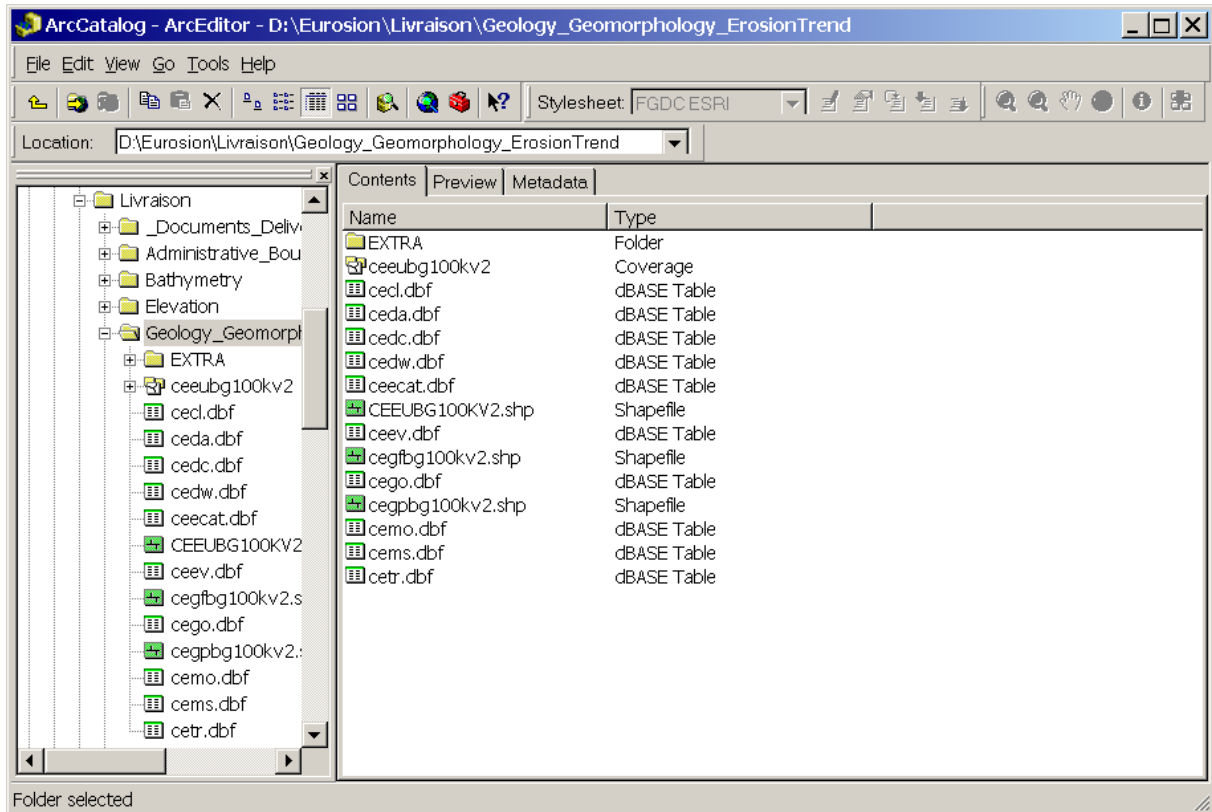 ArcCatalog - ArcEditor - D:\Eurosion\Livraison\Geology_Geomorphology_ErosionTrend
File Edit View Go Tools Help
Stylesheet: FGDC ESRI
Location: D:\Eurosion\Livraison\Geology_Geomorphology_ErosionTrend
Livraison
_Documents_Deliv
Administrative_Bou
Bathymetry
Elevation
Geology_Geomorph
EXTRA
ceeubg100kv2
cecl.dbf
ceda.dbf
cedc.dbf
cedw.dbf
ceecat.dbf
CEEUBG100KV2
ceev.dbf
cegfbg100kv2.s
cego.dbf
cegpbg100kv2.s
cemo.dbf
cems.dbf
cetr.dbf
Contents Preview Metadata
Name Type
EXTRA Folder
ceeubg100kv2 Coverage
cecl.dbf dBASE Table
ceda.dbf dBASE Table
cedc.dbf dBASE Table
cedw.dbf dBASE Table
ceecat.dbf dBASE Table
CEEUBG100KV2.shp Shapefile
ceev.dbf dBASE Table
cegfbg100kv2.shp Shapefile
cego.dbf dBASE Table
cegpbg100kv2.shp Shapefile
cemo.dbf dBASE Table
cems.dbf dBASE Table
cetr.dbf dBASE Table
Folder selected